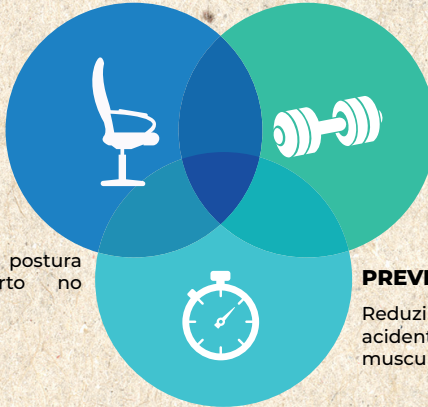 postura
rto no
PREV
Reduzi
acident
muscu